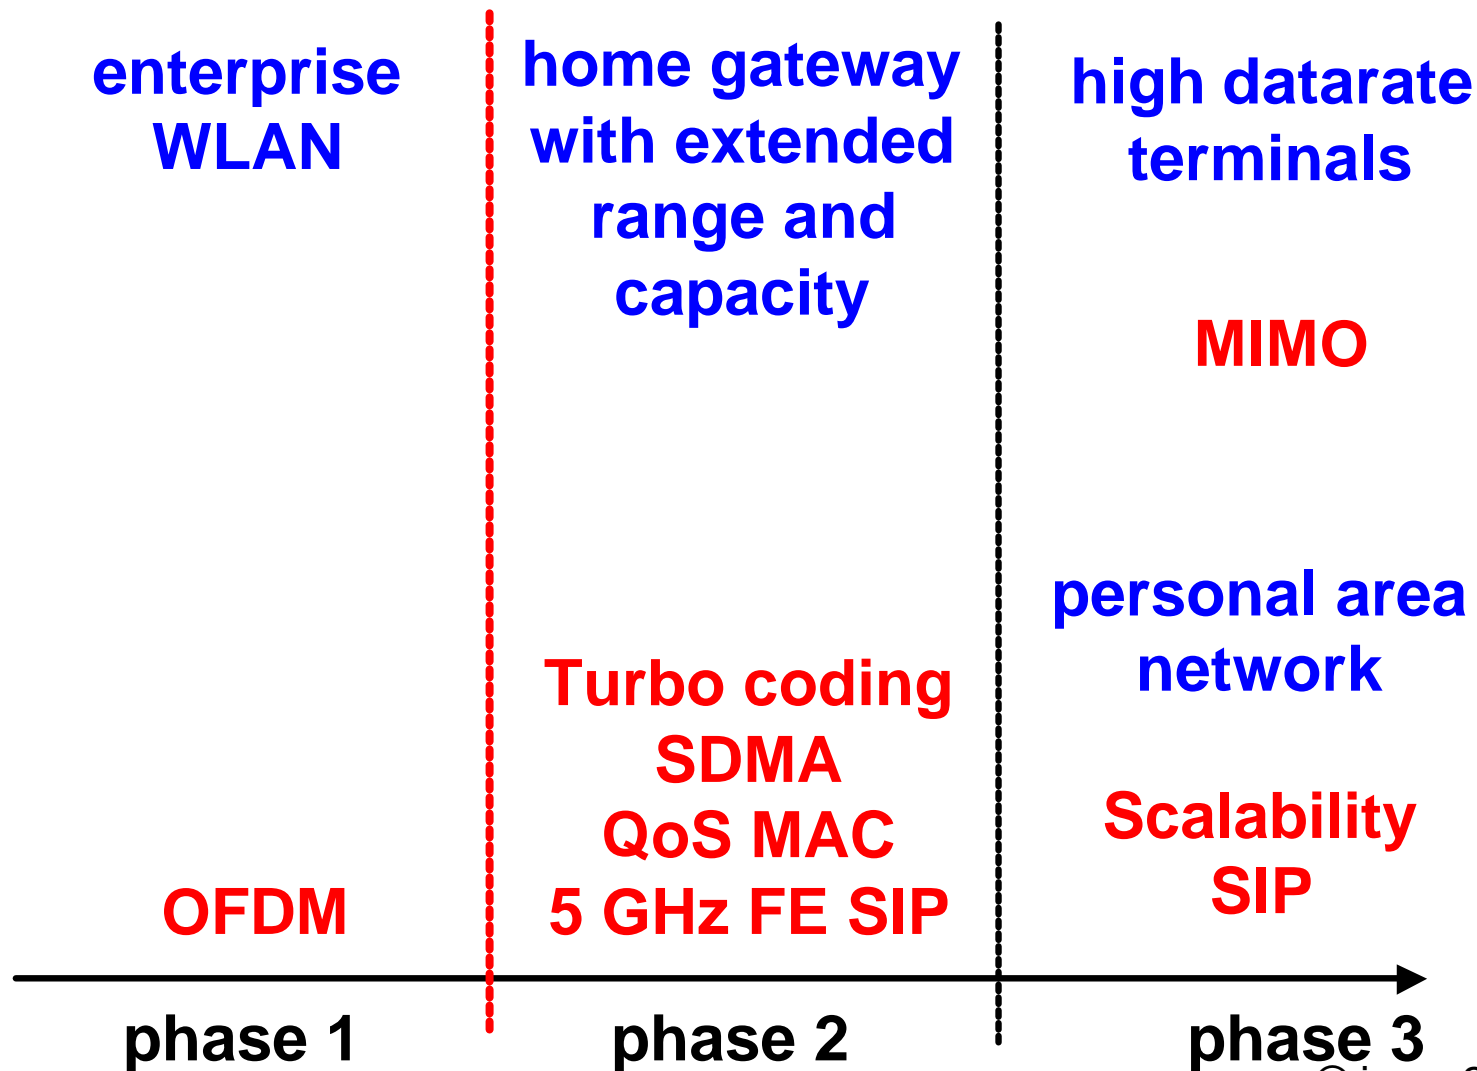 enterprise
WLAN
home gateway
with extended
range and
capacity
high datarate
terminals
MIMO
personal area
network
Turbo coding
SDMA
QoS MAC
5 GHz FE SIP
Scalability
SIP
OFDM
phase 1
phase 2
phase 3